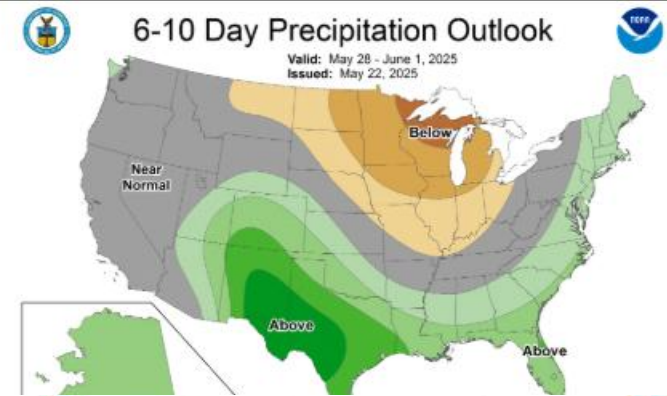 6-10 Day Precipitation Outlook
Valid: May 28 - June 1, 2025
Issued: May 22, 2025
NOAA
Below
Near
Normal
Above
Above